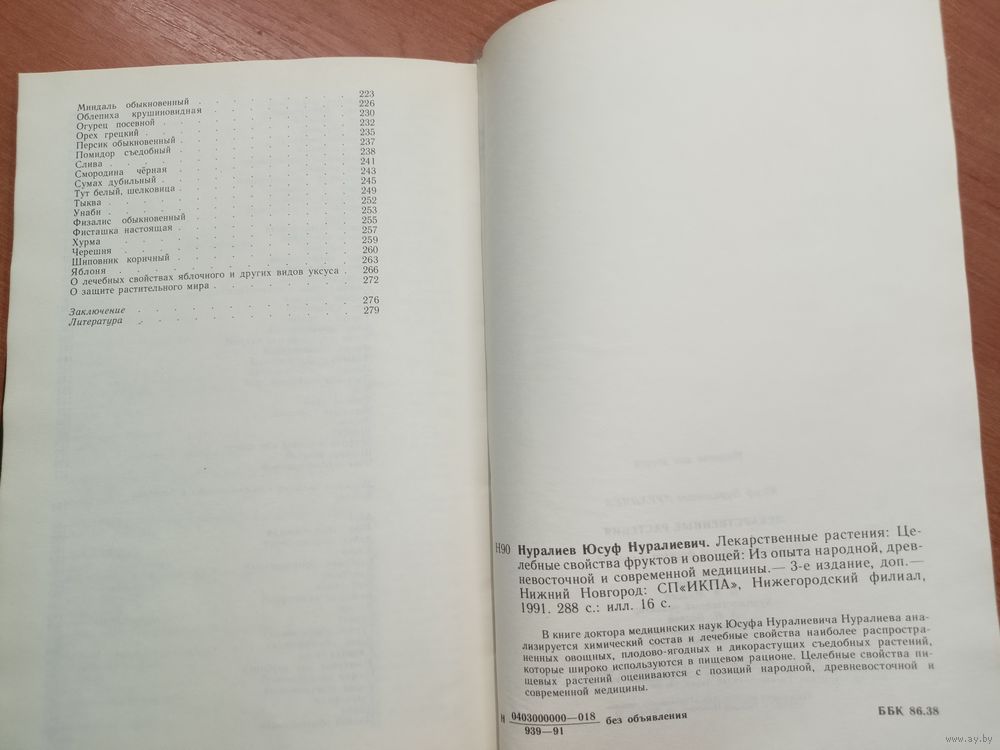 Миндаль обыкновенный . . . . . . . 223
Облепиха крушиновидная . . . . . . . 226
Огурец посевной . . . . . . . . 230
Орех грецкий . . . . . . . . . 232
Персик обыкновенный . . . . . . . 235
Помидор съедобный . . . . . . . . 237
Слива . . . . . . . . . . 238
Смородина чёрная . . . . . . . . 241
Сумах дубильный . . . . . . . . 243
Тут белый, шелковица . . . . . . . 245
Тыква . . . . . . . . . . 249
Унаби . . . . . . . . . . 252
Физалис обыкновенный . . . . . . . 253
Фисташка настоящая . . . . . . . . 255
Хурма . . . . . . . . . . 257
Черешня . . . . . . . . . . 259
Шиповник коричный . . . . . . . . 260
Яблоня . . . . . . . . . . 263
О лечебных свойствах яблочного и других видов уксуса . 266
О защите растительного мира . . . . . . 272
Заключение . . . . . . . . . 276
Литература . . . . . . . . . 279
Н90 Нуралиев Юсуф Нуралиевич. Лекарственные растения: Це-
лебные свойства фруктов и овощей: Из опыта народной, древ-
невосточной и современной медицины.— 3-е издание, доп.—
Нижний Новгород: СП«ИКПА», Нижегородский филиал,
1991. 288 с.: илл. 16 с.
В книге доктора медицинских наук Юсуфа Нуралиевича Нуралиева ана-
лизируется химический состав и лечебные свойства наиболее распростра-
ненных овощных, плодово-ягодных и дикорастущих съедобных растений,
которые широко используются в пищевом рационе. Целебные свойства пи-
щевых растений оцениваются с позиций народной, древневосточной и
современной медицины.
Н 0403000000—018 без объявления
939—91
ББК 86.38
www.ay.by